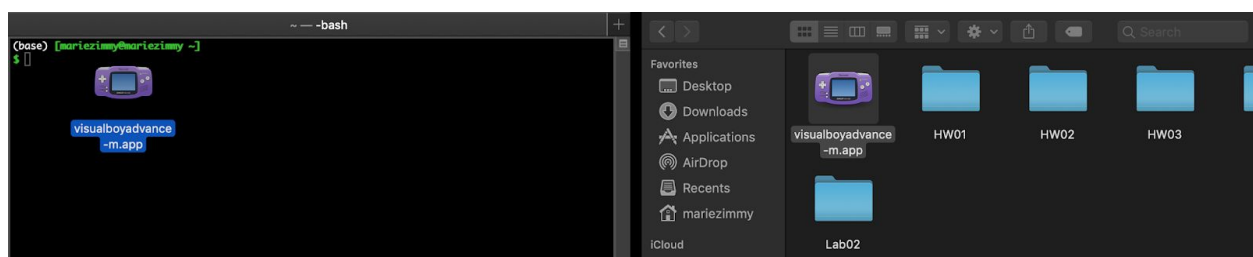 ~ — -bash
(base) [mariezimmy@mariezimmy ~]
$
visualboyadvance
-m.app
Search
Favorites
Desktop
Downloads
Applications
AirDrop
Recents
mariezimmy
iCloud
visualboyadvance
-m.app
HW01
HW02
HW03
Lab02